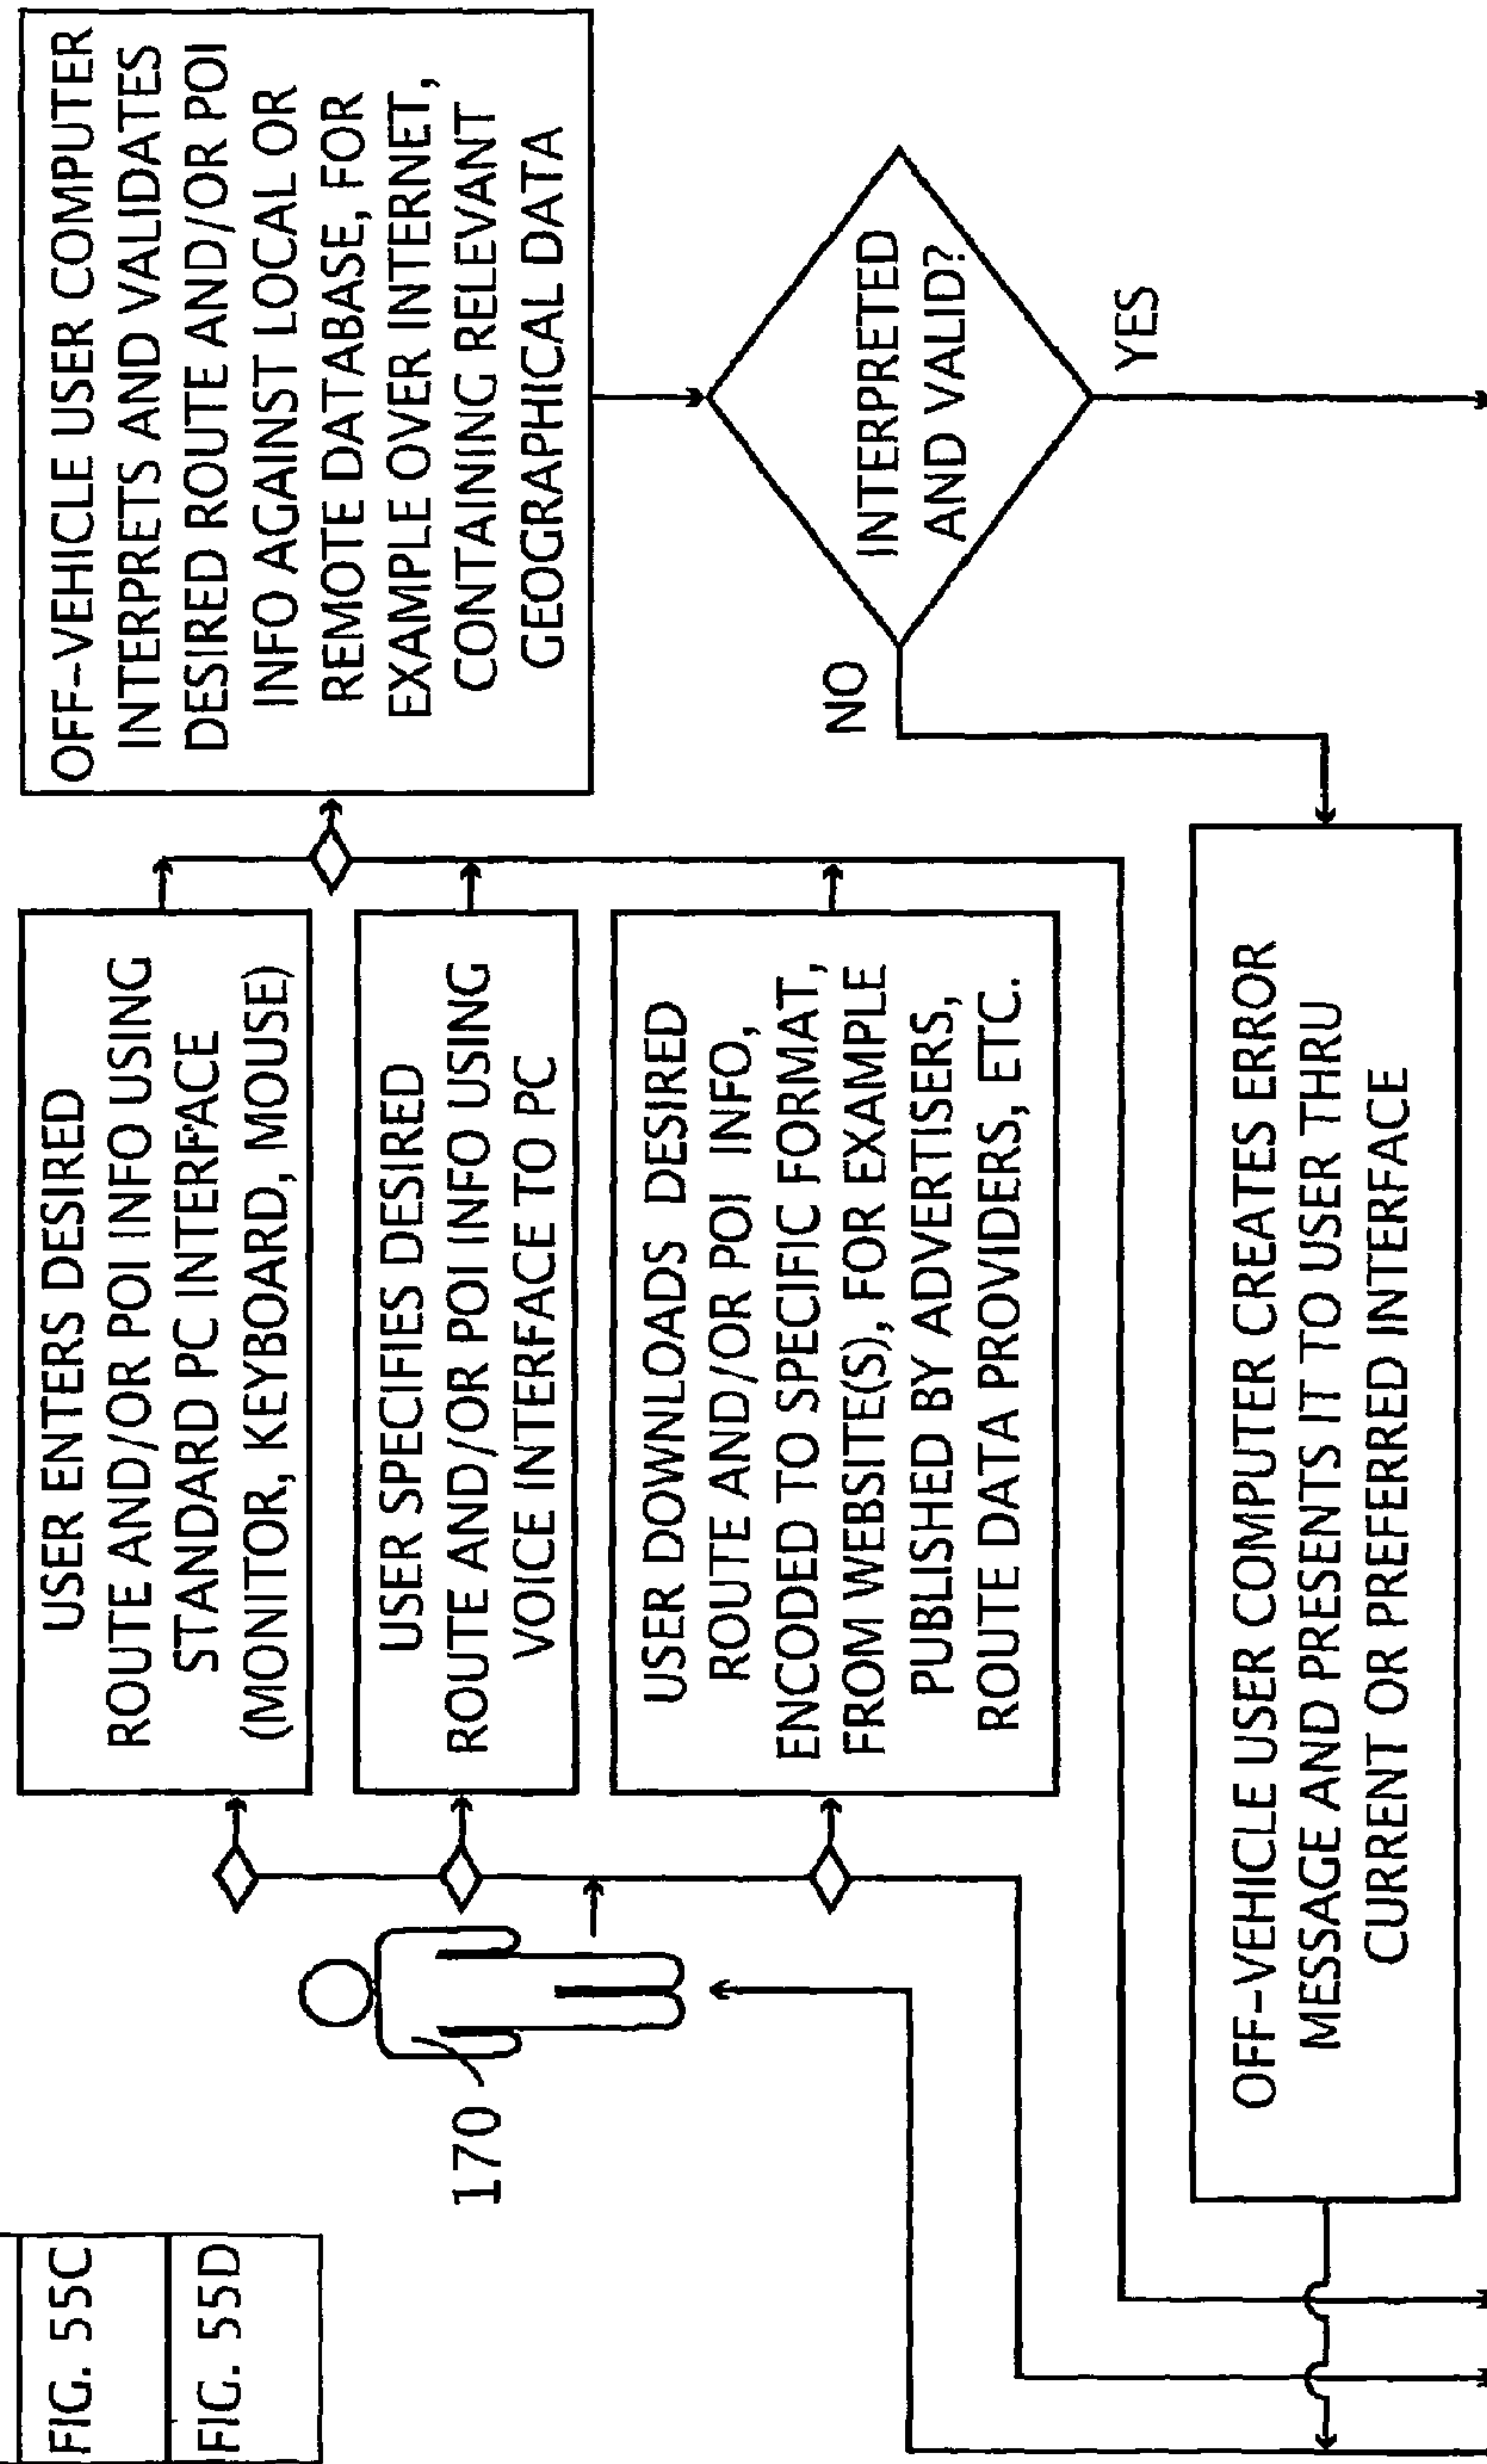 FIG. 55C
FIG. 55D
170
USER ENTERS DESIRED
ROUTE AND/OR POI INFO USING
STANDARD PC INTERFACE
(MONITOR, KEYBOARD, MOUSE)
USER SPECIFIES DESIRED
ROUTE AND/OR POI INFO USING
VOICE INTERFACE TO PC
USER DOWNLOADS DESIRED
ROUTE AND/OR POI INFO,
ENCODED TO SPECIFIC FORMAT,
FROM WEBSITE(S), FOR EXAMPLE
PUBLISHED BY ADVERTISERS,
ROUTE DATA PROVIDERS, ETC.
OFF-VEHICLE USER COMPUTER
INTERPRETS AND VALIDATES
DESIRED ROUTE AND/OR POI
INFO AGAINST LOCAL OR
REMOTE DATABASE, FOR
EXAMPLE OVER INTERNET,
CONTAINING RELEVANT
GEOGRAPHICAL DATA
INTERPRETED
AND VALID?
NO
YES
OFF-VEHICLE USER COMPUTER CREATES ERROR
MESSAGE AND PRESENTS IT TO USER THRU
CURRENT OR PREFERRED INTERFACE